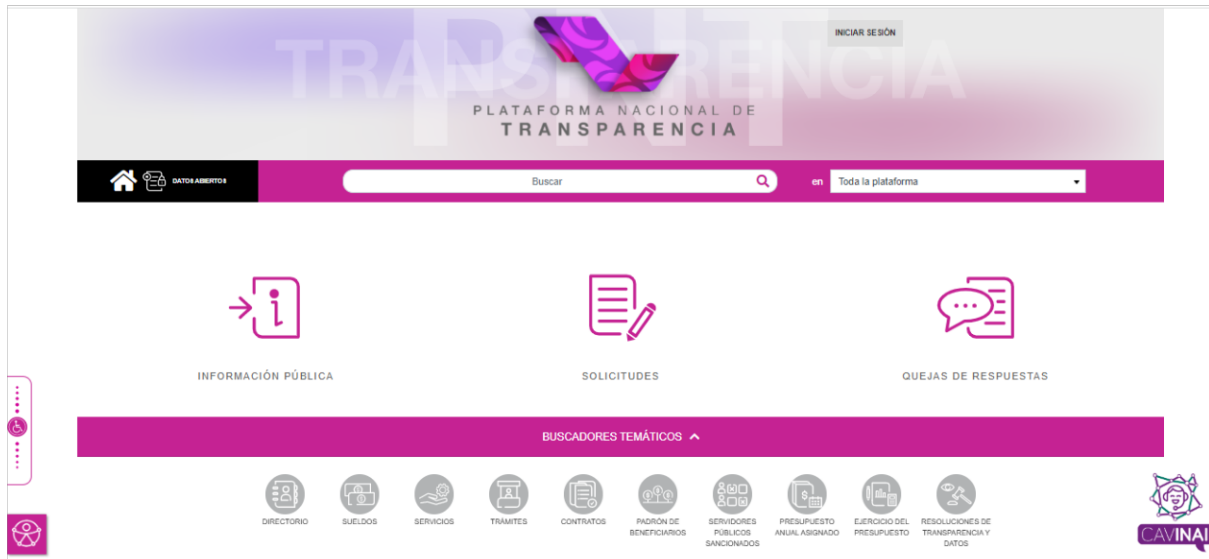 PNT
TRANSPARENCIA
INICIAR SESIÓN
PLATAFORMA NACIONAL DE
TRANSPARENCIA
DATOS ABIERTOS
Buscar
en
Toda la plataforma
INFORMACIÓN PÚBLICA
SOLICITUDES
QUEJAS DE RESPUESTAS
BUSCADORES TEMÁTICOS
DIRECTORIO
SUELDOS
SERVICIOS
TRÁMITES
CONTRATOS
PADRÓN DE
BENEFICIARIOS
SERVIDORES
PÚBLICOS
SANCIONADOS
PRESUPUESTO
ANUAL ASIGNADO
EJERCICIO DEL
PRESUPUESTO
RESOLUCIONES DE
TRANSPARENCIA Y
DATOS
CAVINAI